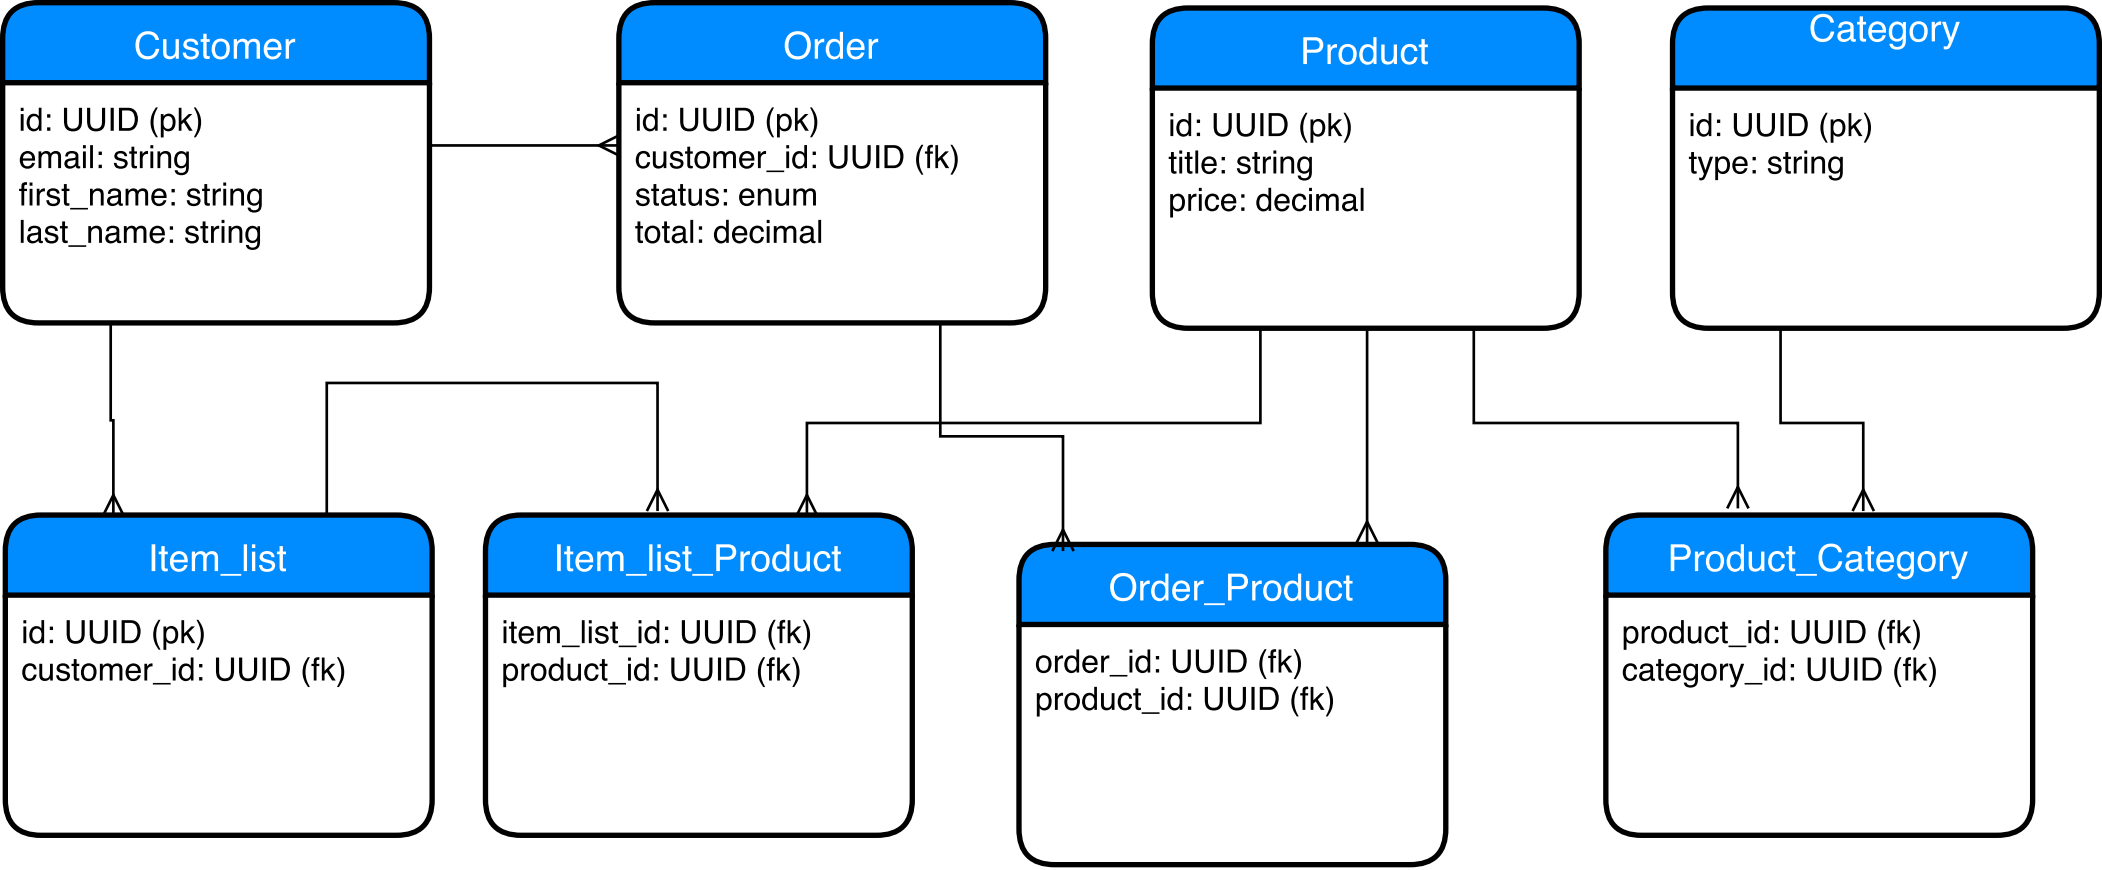 Customer
id: UUID (pk)
email: string
first_name: string
last_name: string
Order
id: UUID (pk)
customer_id: UUID (fk)
status: enum
total: decimal
Product
id: UUID (pk)
title: string
price: decimal
Category
id: UUID (pk)
type: string
Item_list
id: UUID (pk)
customer_id: UUID (fk)
Item_list_Product
item_list_id: UUID (fk)
product_id: UUID (fk)
Order_Product
order_id: UUID (fk)
product_id: UUID (fk)
Product_Category
product_id: UUID (fk)
category_id: UUID (fk)